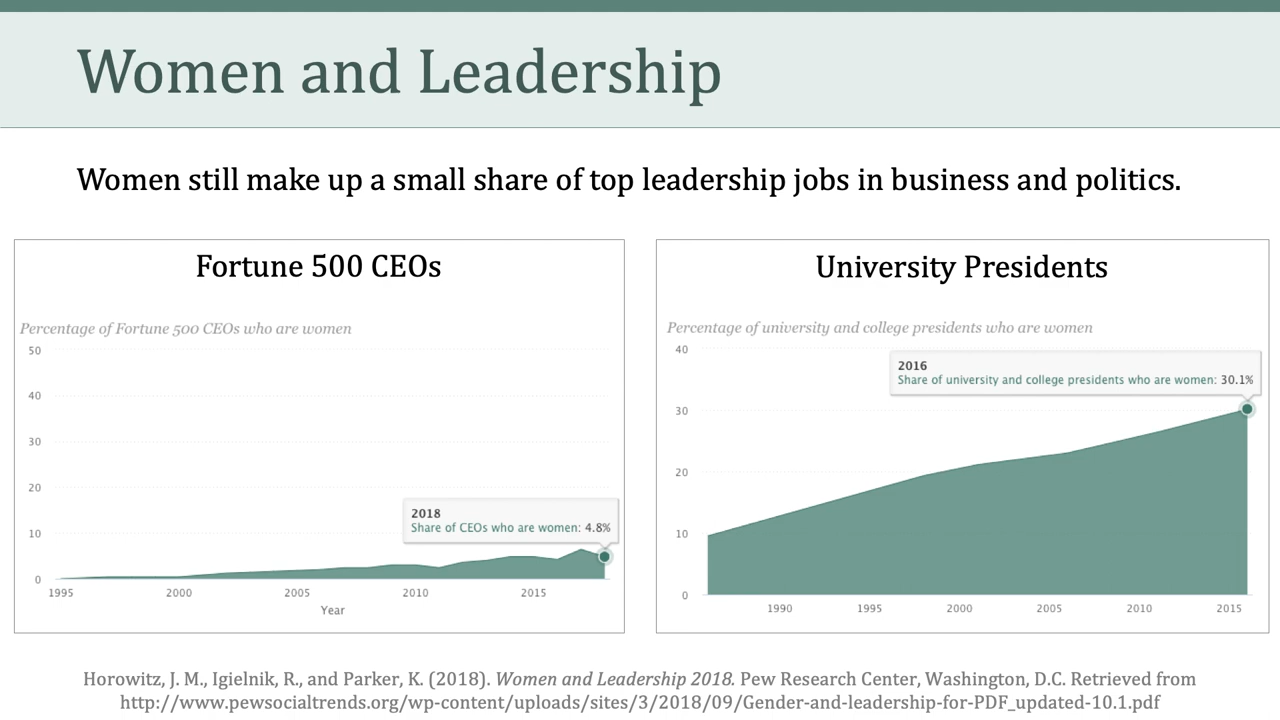 Women and Leadership
Women still make up a small share of top leadership jobs in business and politics.
Fortune 500 CEOs
Percentage of Fortune 500 CEOs who are women
50
40
30
20
10
0
2018
Share of CEOs who are women: 4.8%
1995
2000
2005
2010
2015
Year
University Presidents
Percentage of university and college presidents who are women
40
30
20
10
0
2016
Share of university and college presidents who are women: 30.1%
1990
1995
2000
2005
2010
2015
Horowitz, J. M., Igielnik, R., and Parker, K. (2018). Women and Leadership 2018. Pew Research Center, Washington, D.C. Retrieved from
http://www.pewsocialtrends.org/wp-content/uploads/sites/3/2018/09/Gender-and-leadership-for-PDF_updated-10.1.pdf